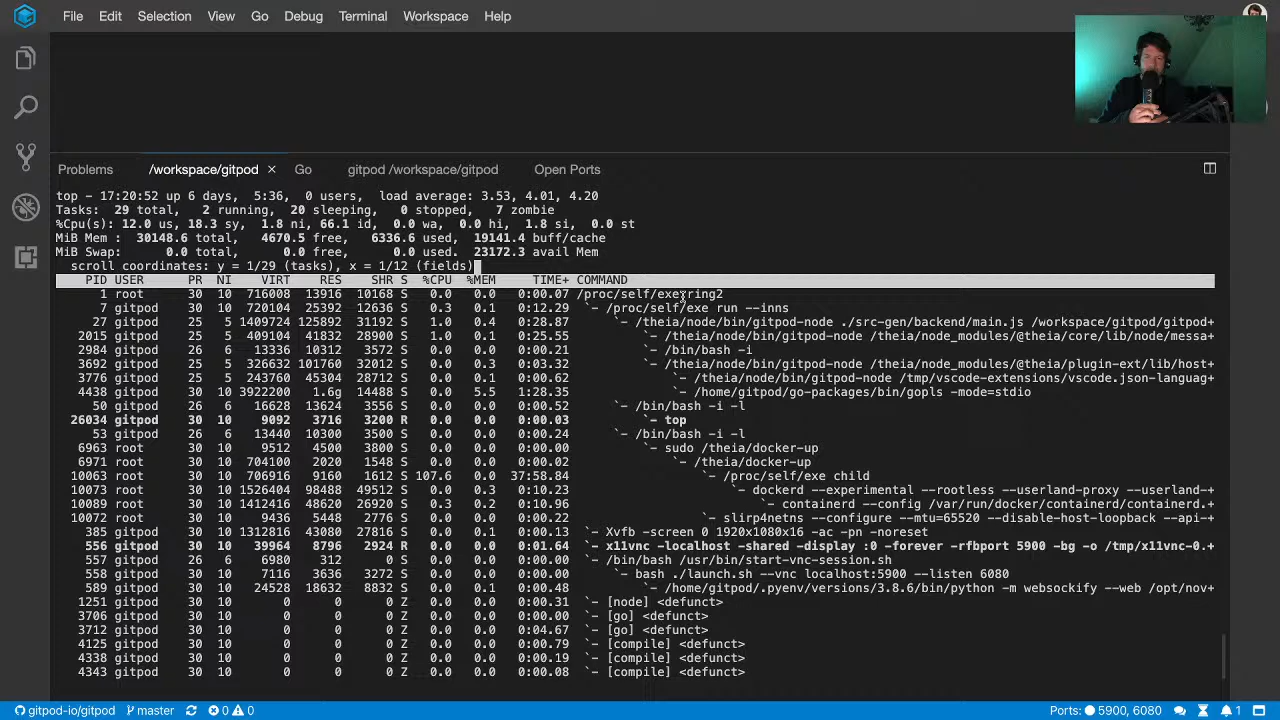 File Edit Selection View Go Debug Terminal Workspace Help
Problems /workspace/gitpod × Go gitpod /workspace/gitpod Open Ports
top - 17:20:52 up 6 days, 5:36, 0 users, load average: 3.53, 4.01, 4.20
Tasks: 29 total, 2 running, 20 sleeping, 0 stopped, 7 zombie
%Cpu(s): 12.0 us, 18.3 sy, 1.8 ni, 66.1 id, 0.0 wa, 0.0 hi, 1.8 si, 0.0 st
MiB Mem : 30148.6 total, 4670.5 free, 6336.6 used, 19141.4 buff/cache
MiB Swap: 0.0 total, 0.0 free, 0.0 used. 23172.3 avail Mem
scroll coordinates: y = 1/29 (tasks), x = 1/12 (fields)
PID USER PR NI VIRT RES SHR S %CPU %MEM TIME+ COMMAND
1 root 30 10 716008 13916 10168 S 0.0 0.0 0:00.07 /proc/self/exe ring2
7 gitpod 30 10 720104 25392 12636 S 0.3 0.1 0:12.29 `- /proc/self/exe run --inns
27 gitpod 25 5 1409724 125892 31192 S 1.0 0.4 0:28.87 `- /theia/node/bin/gitpod-node ./src-gen/backend/main.js /workspace/gitpod/gitpod+
2015 gitpod 25 5 409104 41832 28900 S 1.0 0.1 0:25.55 `- /theia/node/bin/gitpod-node /theia/node_modules/@theia/core/lib/node/messa+
2984 gitpod 26 6 13336 10312 3572 S 0.0 0.0 0:00.21 `- /bin/bash -i
3692 gitpod 25 5 326632 101760 32012 S 0.0 0.3 0:03.32 `- /theia/node/bin/gitpod-node /theia/node_modules/@theia/plugin-ext/lib/host+
3776 gitpod 25 5 243760 45304 28712 S 0.0 0.1 0:00.62 `- /theia/node/bin/gitpod-node /tmp/vscode-extensions/vscode.json-languag+
4438 gitpod 30 10 3922200 1.6g 14488 S 0.0 5.5 1:28.35 `- /home/gitpod/go-packages/bin/gopls -mode=stdio
50 gitpod 26 6 16628 13624 3556 S 0.0 0.0 0:00.52 `- /bin/bash -i -l
26034 gitpod 30 10 9092 3716 3200 R 0.0 0.0 0:00.03 `- top
53 gitpod 26 6 13440 10300 3500 S 0.0 0.0 0:00.24 `- /bin/bash -i -l
6963 root 30 10 9512 4500 3800 S 0.0 0.0 0:00.00 `- sudo /theia/docker-up
6971 root 30 10 704100 2020 1548 S 0.0 0.0 0:00.02 `- /theia/docker-up
10063 root 30 10 706916 9160 1612 S 107.6 0.0 37:58.84 `- /proc/self/exe child
10073 root 30 10 1526404 98488 49512 S 0.0 0.3 0:10.23 `- dockerd --experimental --rootless --userland-proxy --userland-+
10089 root 30 10 1412416 48620 26920 S 0.3 0.2 0:10.96 `- containerd --config /var/run/docker/containerd/containerd.+
10072 root 30 10 9436 5448 2776 S 0.0 0.0 0:00.22 `- slirp4netns --configure --mtu=65520 --disable-host-loopback --api-+
385 gitpod 30 10 1312816 43080 27816 S 0.0 0.1 0:00.13 `- Xvfb -screen 0 1920x1080x16 -ac -pn -noreset
556 gitpod 30 10 39964 8796 2924 R 0.0 0.0 0:01.64 `- x11vnc -localhost -shared -display :0 -forever -rfbport 5900 -bg -o /tmp/x11vnc-0.+
557 gitpod 26 6 6980 312 0 S 0.0 0.0 0:00.00 `- /bin/bash /usr/bin/start-vnc-session.sh
558 gitpod 30 10 7116 3636 3272 S 0.0 0.0 0:00.00 `- bash ./launch.sh --vnc localhost:5900 --listen 6080
589 gitpod 30 10 24528 18632 8832 S 0.0 0.1 0:00.48 `- /home/gitpod/.pyenv/versions/3.8.6/bin/python -m websockify --web /opt/nov+
1251 gitpod 30 10 0 0 0 Z 0.0 0.0 0:00.31 `- [node] <defunct>
3706 gitpod 30 10 0 0 0 Z 0.0 0.0 0:00.00 `- [go] <defunct>
3712 gitpod 30 10 0 0 0 Z 0.0 0.0 0:04.67 `- [go] <defunct>
4125 gitpod 30 10 0 0 0 Z 0.0 0.0 0:00.79 `- [compile] <defunct>
4338 gitpod 30 10 0 0 0 Z 0.0 0.0 0:00.19 `- [compile] <defunct>
4343 gitpod 30 10 0 0 0 Z 0.0 0.0 0:00.08 `- [compile] <defunct>
gitpod-io/gitpod master 0 0 Ports: 5900, 6080 1